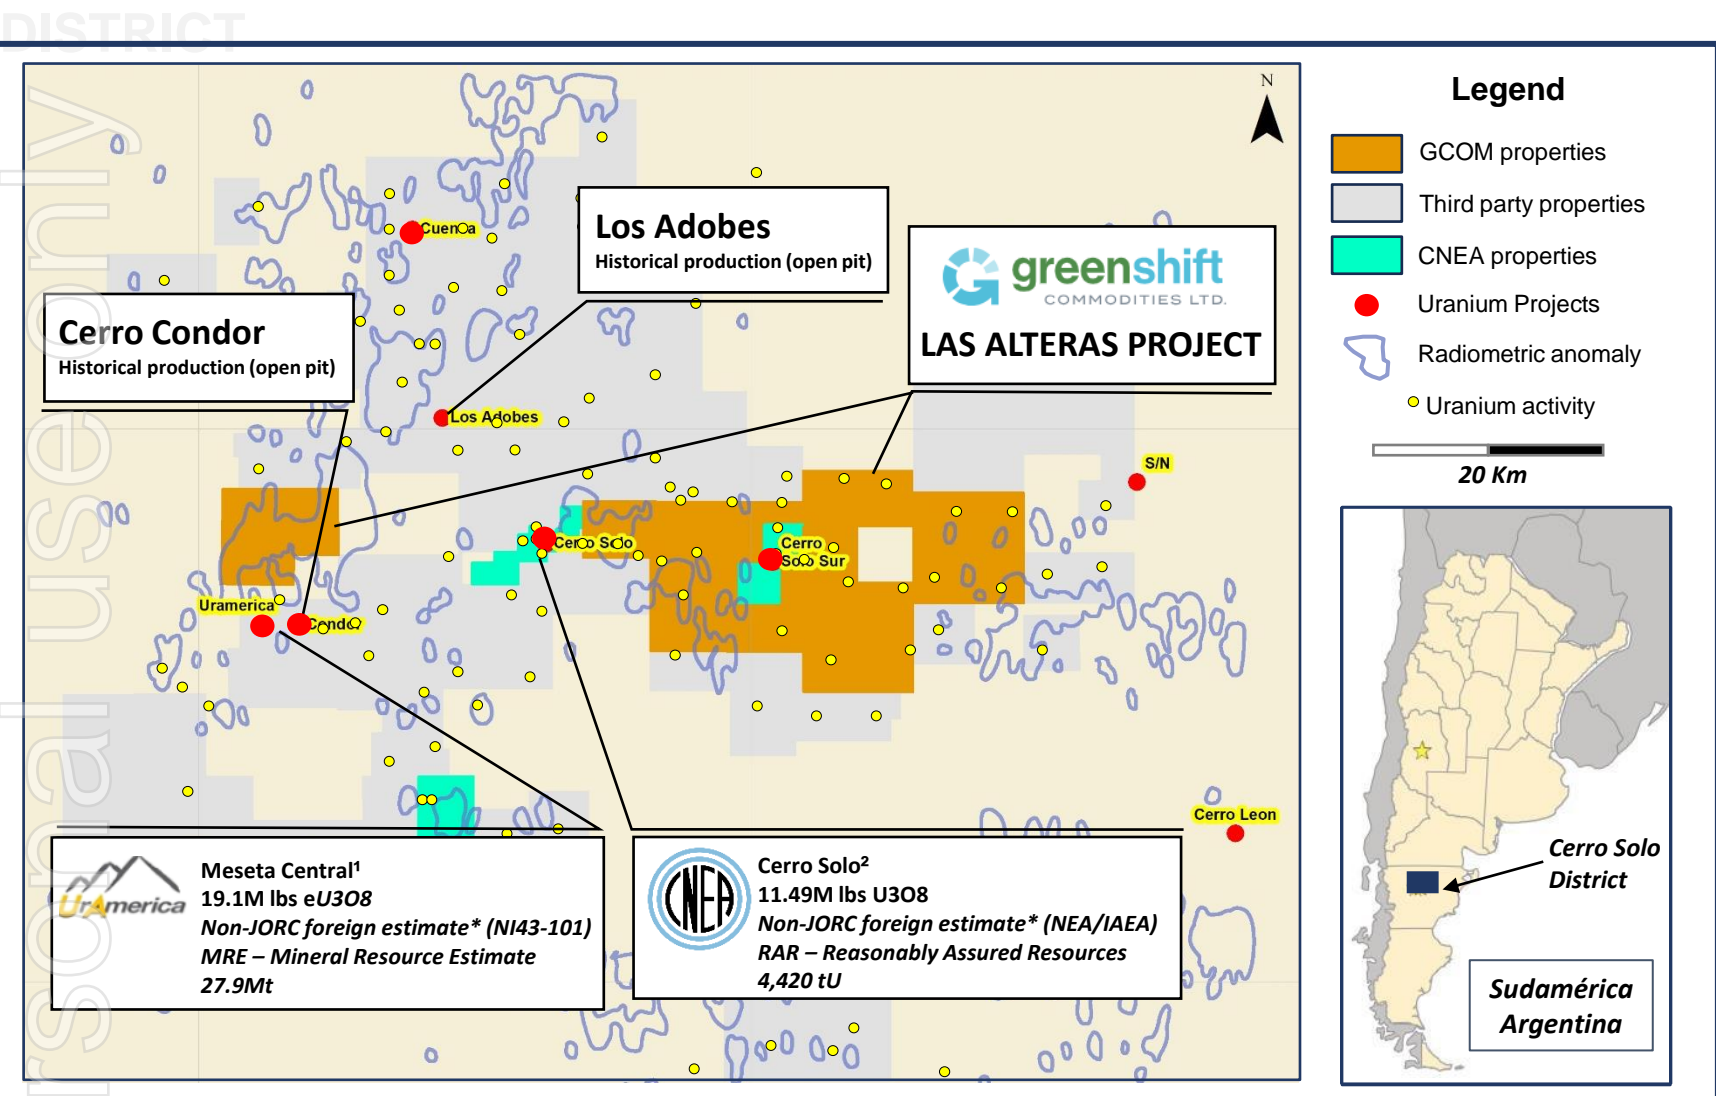 DISTRICT
rsonal use only
N
Cuenca
Los Adobes
Historical production (open pit)
greenshift
COMMODITIES LTD.
LAS ALTERAS PROJECT
Cerro Condor
Historical production (open pit)
Los Adobes
S/N
Cerro Solo
Cerro
Solo Sur
Uramerica
Condor
Cerro Leon
UrAmerica
Meseta Central¹
19.1M lbs eU3O8
Non-JORC foreign estimate* (NI43-101)
MRE – Mineral Resource Estimate
27.9Mt
CNEA
Cerro Solo²
11.49M lbs U3O8
Non-JORC foreign estimate* (NEA/IAEA)
RAR – Reasonably Assured Resources
4,420 tU
Legend
GCOM properties
Third party properties
CNEA properties
Uranium Projects
Radiometric anomaly
Uranium activity
20 Km
Cerro Solo
District
Sudamérica
Argentina